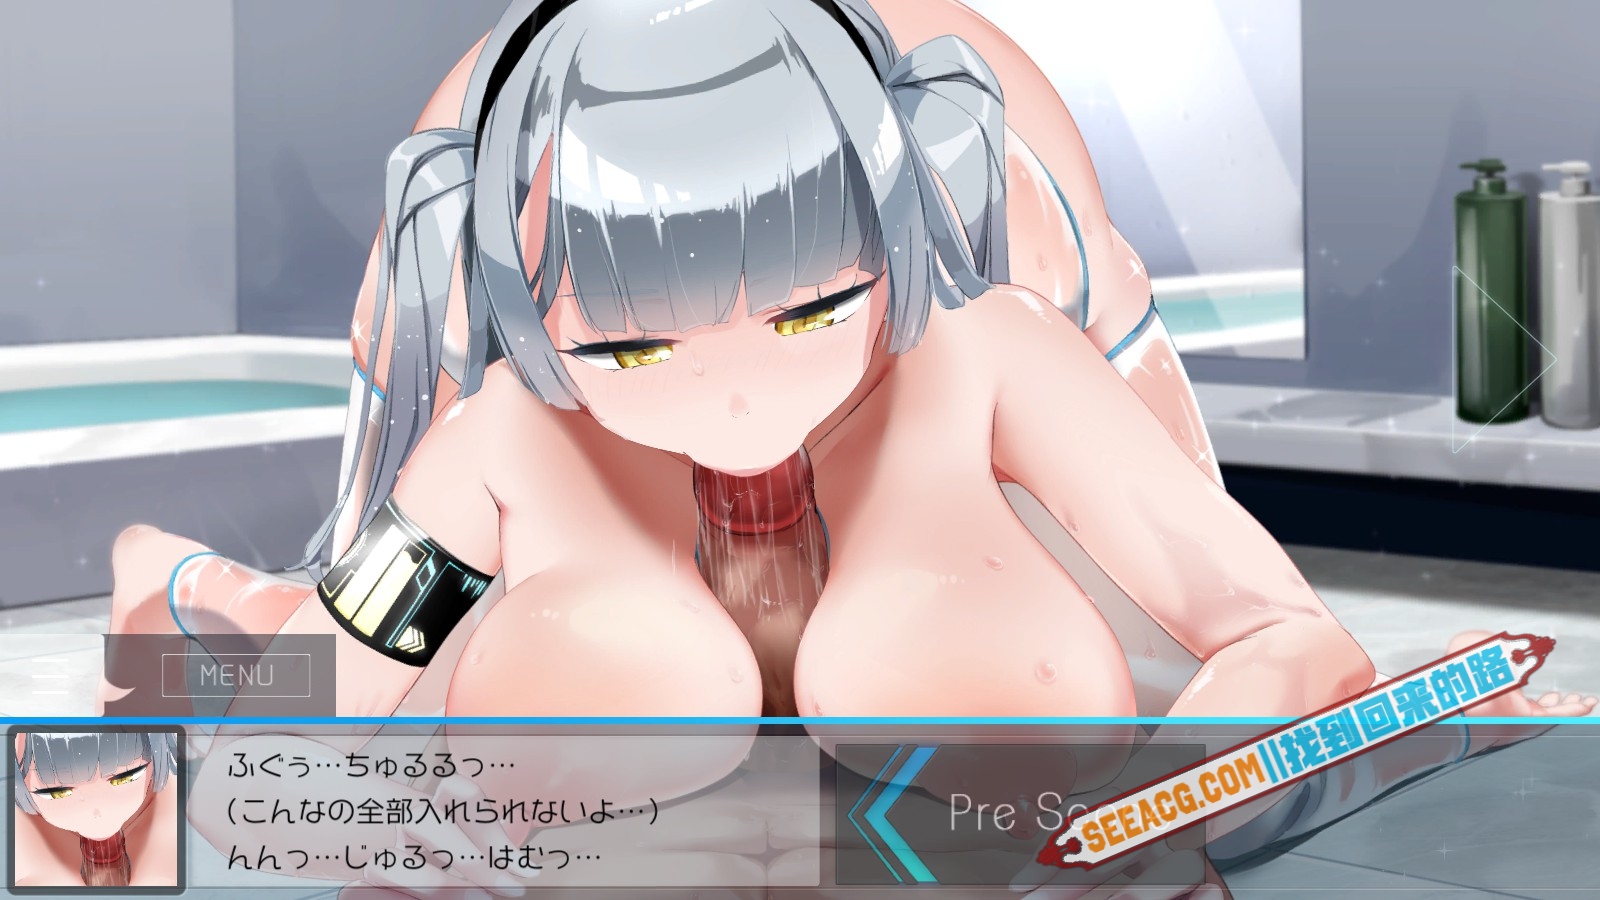 MENU
ふぐぅ…ちゅるるっ…
(こんなの全部入れられないよ…)
んんっ…じゅるっ…はむっ…
Pre
SEEACG.COM||找到回来的路